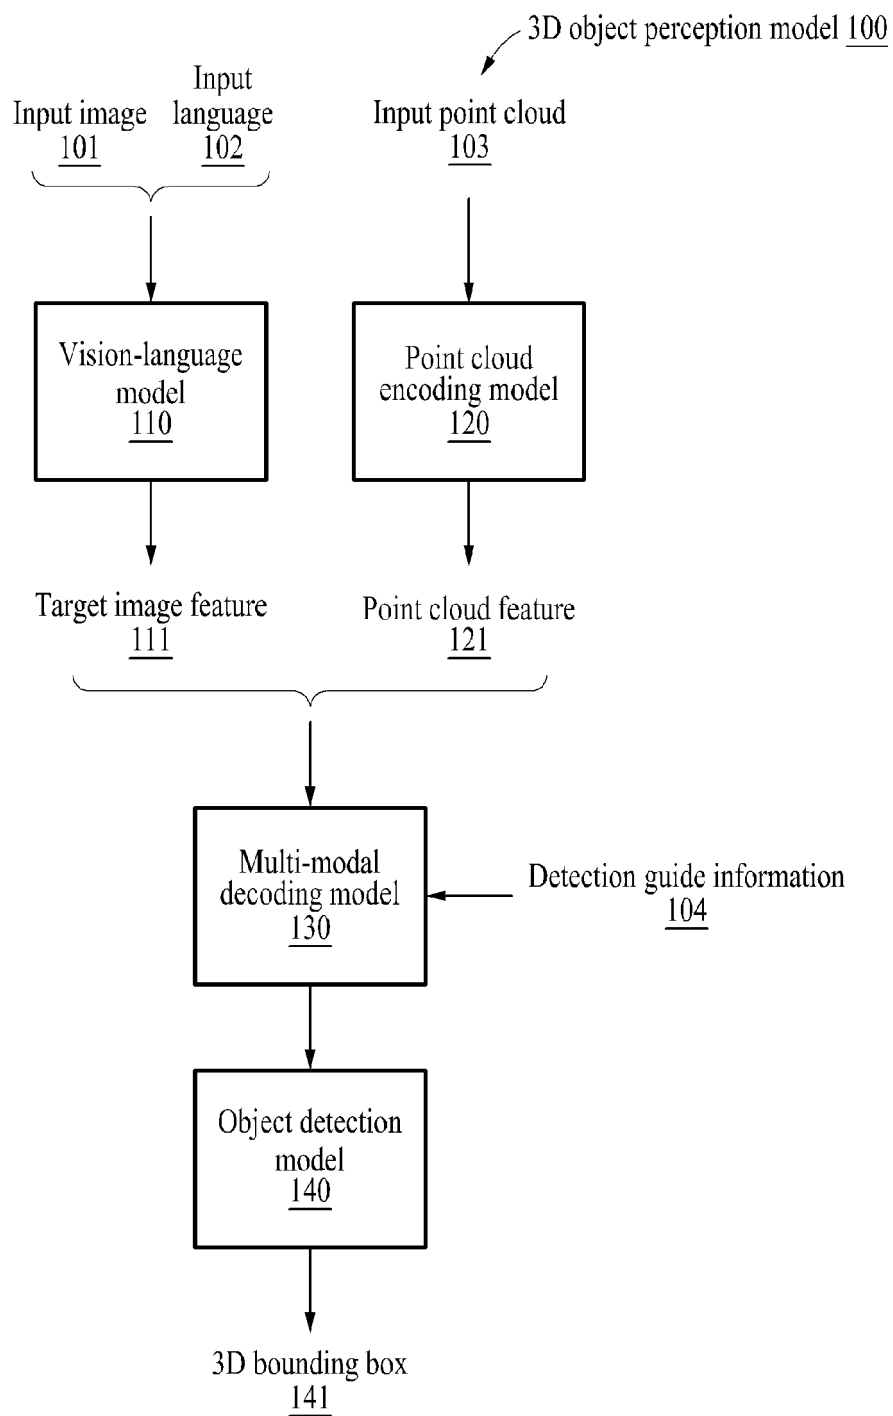 3D object perception model 100
Input image
101
Input
language
102
Input point cloud
103
Vision-language
model
110
Point cloud
encoding model
120
Target image feature
111
Point cloud feature
121
Multi-modal
decoding model
130
Detection guide information
104
Object detection
model
140
3D bounding box
141